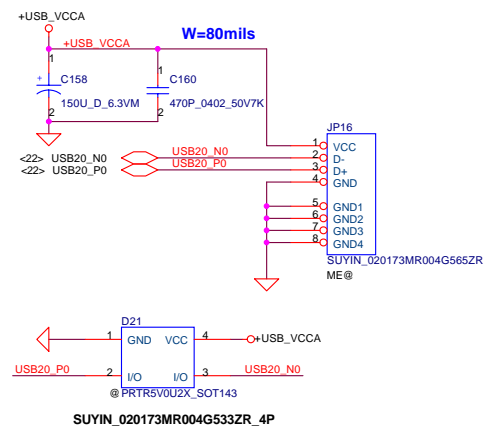 +USB_VCCA
+USB_VCCA
W=80mils
1
+
C158
150U_D_6.3VM
2
1
C160
470P_0402_50V7K
2
JP16
<22> USB20_N0
USB20_N0
<22> USB20_P0
USB20_P0
1 VCC
2 D-
3 D+
4 GND
5 GND1
6 GND2
7 GND3
8 GND4
SUYIN_020173MR004G565ZR
ME@
D21
1 GND VCC 4
+USB_VCCA
USB20_P0
2 I/O I/O 3
USB20_N0
@ PRTR5V0U2X_SOT143
SUYIN_020173MR004G533ZR_4P